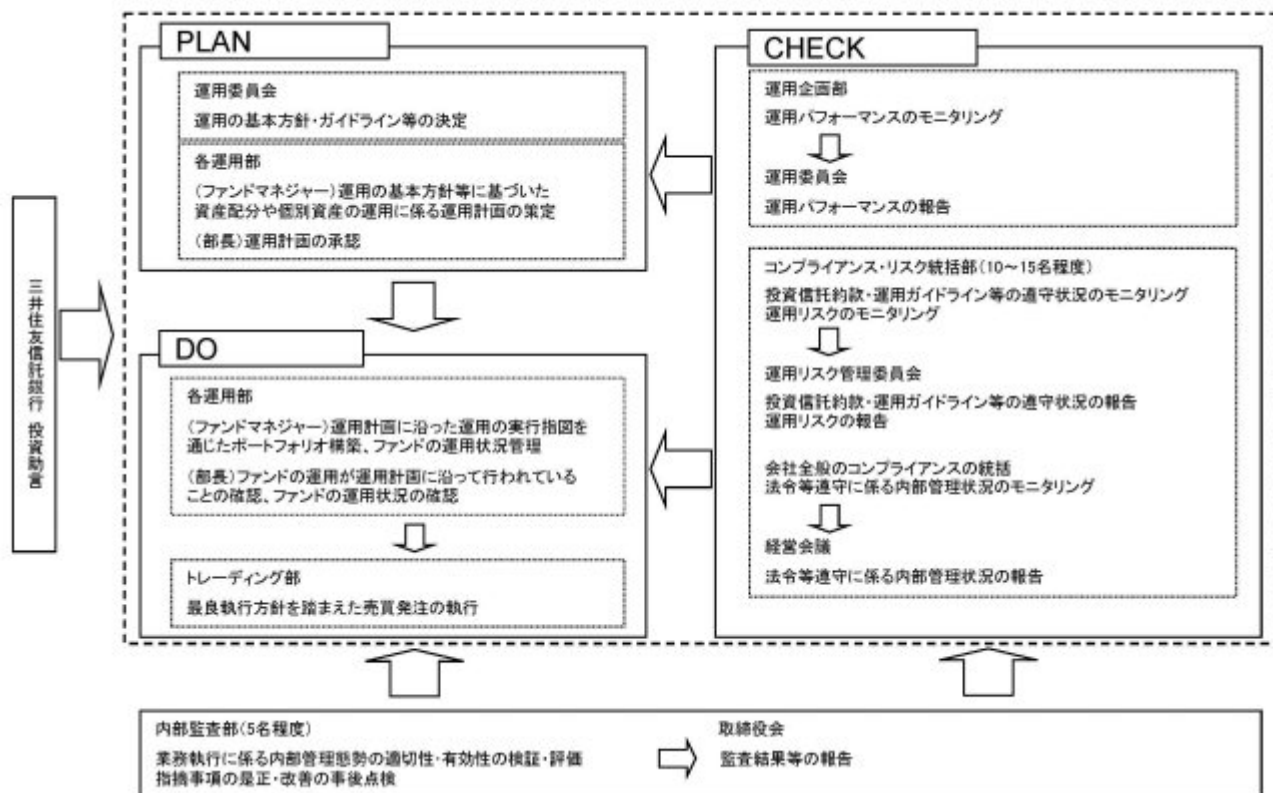 三井住友信託銀行 投資助言
PLAN
運用委員会
運用の基本方針・ガイドライン等の決定
各運用部
(ファンドマネジャー)運用の基本方針等に基づいた
資産配分や個別資産の運用に係る運用計画の策定
(部長)運用計画の承認
DO
各運用部
(ファンドマネジャー)運用計画に沿った運用の実行指図を
通じたポートフォリオ構築、ファンドの運用状況管理
(部長)ファンドの運用が運用計画に沿って行われている
ことの確認、ファンドの運用状況の確認
トレーディング部
最良執行方針を踏まえた売買発注の執行
CHECK
運用企画部
運用パフォーマンスのモニタリング
運用委員会
運用パフォーマンスの報告
コンプライアンス・リスク統括部(10～15名程度)
投資信託約款・運用ガイドライン等の遵守状況のモニタリング
運用リスクのモニタリング
運用リスク管理委員会
投資信託約款・運用ガイドライン等の遵守状況の報告
運用リスクの報告
会社全般のコンプライアンスの統括
法令等遵守に係る内部管理状況のモニタリング
経営会議
法令等遵守に係る内部管理状況の報告
内部監査部(5名程度)
業務執行に係る内部管理態勢の適切性・有効性の検証・評価
指摘事項の是正・改善の事後点検
取締役会
監査結果等の報告